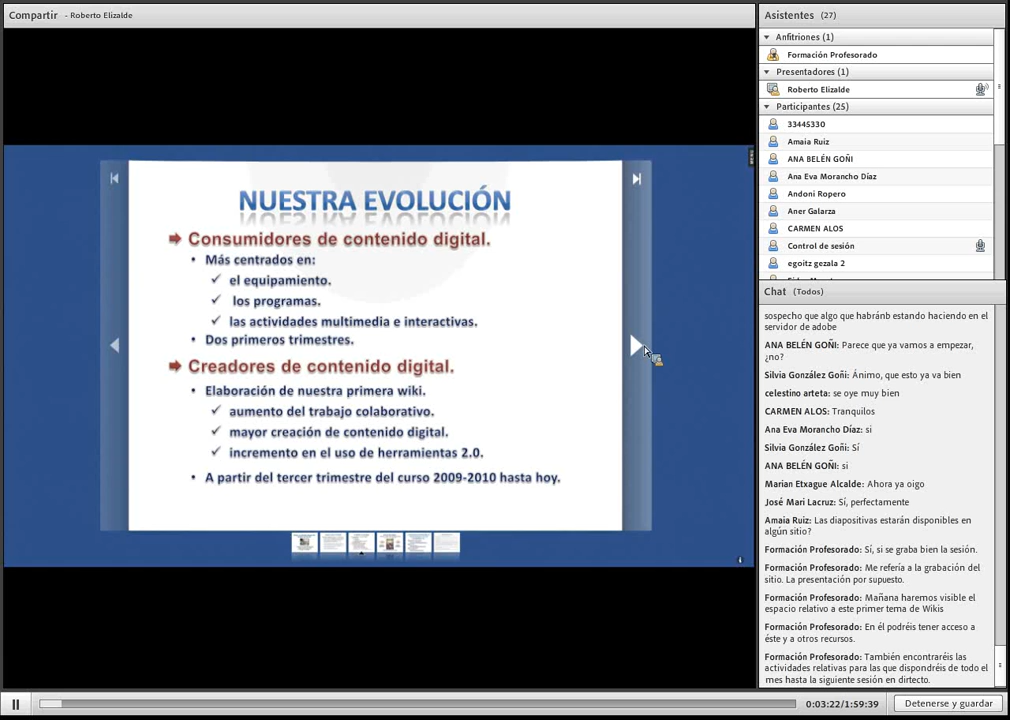 Compartir - Roberto Elizalde
NUESTRA EVOLUCIÓN
Consumidores de contenido digital.
• Más centrados en:
✓ el equipamiento.
✓ los programas.
✓ las actividades multimedia e interactivas.
• Dos primeros trimestres.
Creadores de contenido digital.
• Elaboración de nuestra primera wiki.
✓ aumento del trabajo colaborativo.
✓ mayor creación de contenido digital.
✓ incremento en el uso de herramientas 2.0.
• A partir del tercer trimestre del curso 2009-2010 hasta hoy.
Asistentes (27)
Anfitriones (1)
Formación Profesorado
Presentadores (1)
Roberto Elizalde
Participantes (25)
33445330
Amaia Ruiz
ANA BELÉN GOÑI
Ana Eva Morancho Díaz
Andoni Ropero
Aner Galarza
CARMEN ALOS
Control de sesión
egoitz gezala 2
Chat (Todos)
sospecho que algo que habránb estando haciendo en el
servidor de adobe
ANA BELÉN GOÑI: Parece que ya vamos a empezar,
¿no?
Silvia González Goñi: Ánimo, que esto ya va bien
celestino arteta: se oye muy bien
CARMEN ALOS: Tranquilos
Ana Eva Morancho Díaz: si
Silvia González Goñi: Sí
ANA BELÉN GOÑI: si
Marian Etxague Alcalde: Ahora ya oigo
José Mari Lacruz: Sí, perfectamente
Amaia Ruiz: Las diapositivas estarán disponibles en
algún sitio?
Formación Profesorado: Sí, si se graba bien la sesión.
Formación Profesorado: Me refería a la grabación del
sitio. La presentación por supuesto.
Formación Profesorado: Mañana haremos visible el
espacio relativo a este primer tema de Wikis
Formación Profesorado: En él podréis tener acceso a
éste y a otros recursos.
Formación Profesorado: También encontraréis las
actividades relativas para las que dispondréis de todo el
mes hasta la siguiente sesión en dirtecto.
0:03:22/1:59:39
Detenerse y guardar